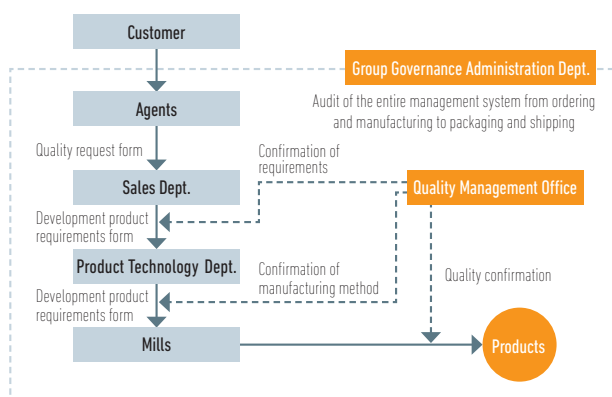 Customer
Group Governance Administration Dept.
Audit of the entire management system from ordering
and manufacturing to packaging and shipping
Agents
Quality request form
Confirmation of
requirements
Sales Dept.
Quality Management Office
Development product
requirements form
Product Technology Dept.
Confirmation of
manufacturing method
Quality confirmation
Development product
requirements form
Mills
Products